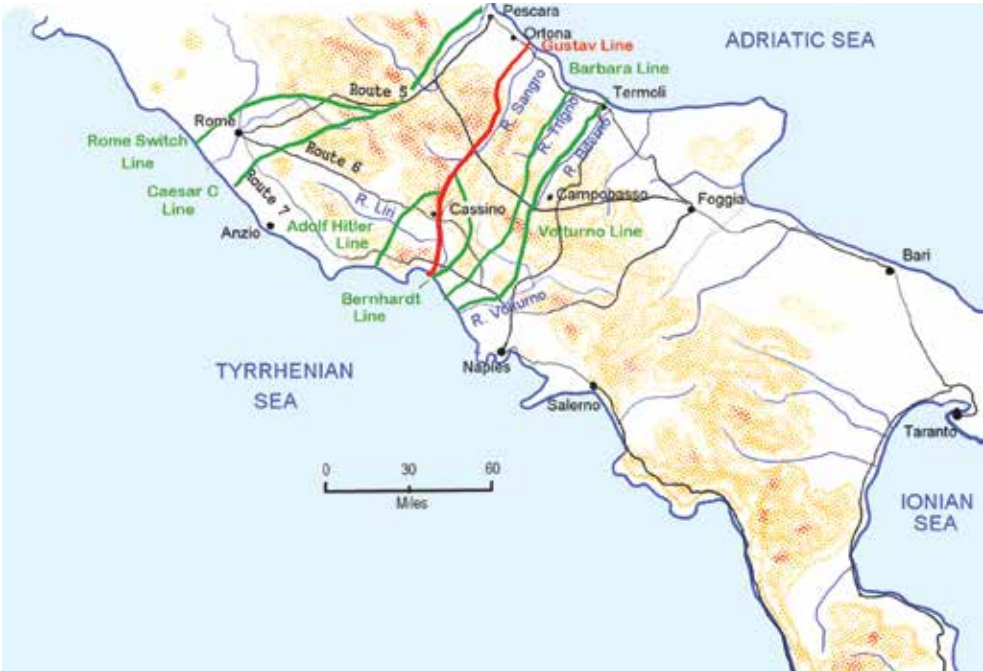 Pescara
Ortona
ADRIATIC SEA
Gustav Line
Barbara Line
Route 5
R. Sangro
Termoli
R. Trigno
R. Biferno
Rome
Rome Switch
Line
Route 6
Caesar C
Line
Route 7
R. Liri
Cassino
Campobasso
Foggia
Anzio
Adolf Hitler
Line
Volturno Line
Bari
Bernhardt
Line
R. Volturno
TYRRHENIAN
SEA
Naples
Salerno
Taranto
0 30 60
Miles
IONIAN
SEA